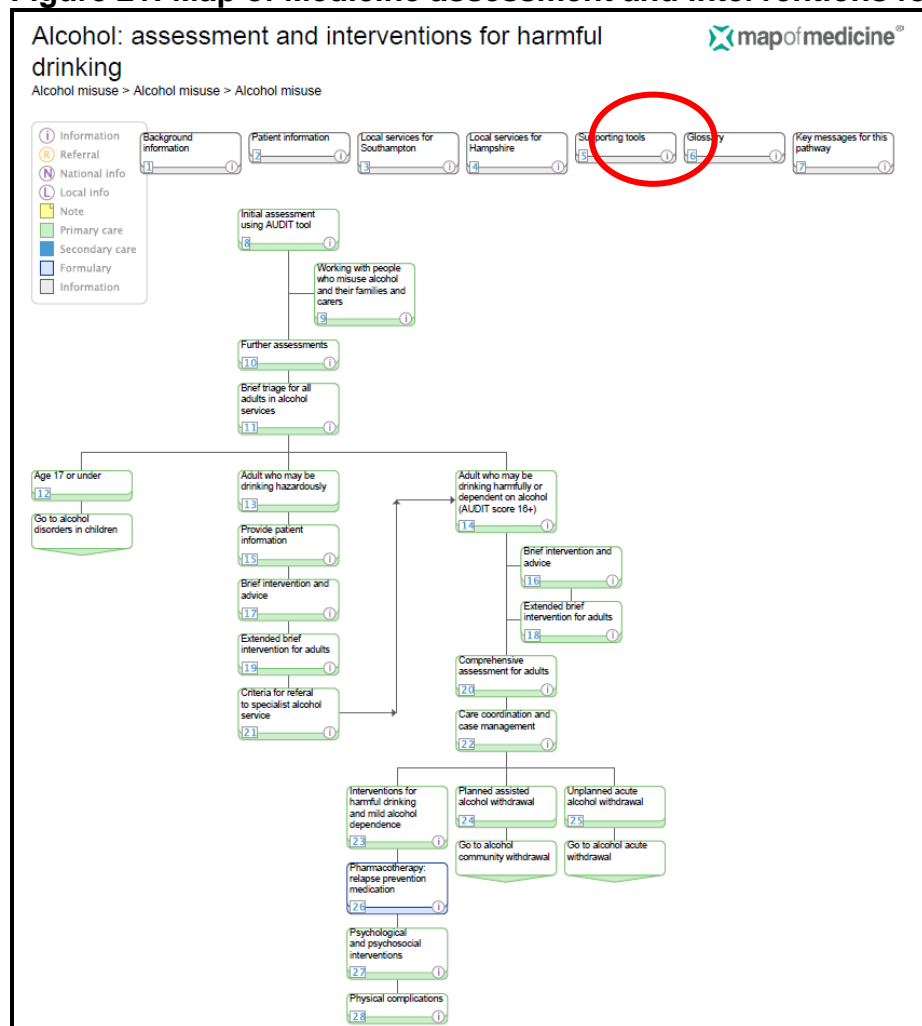 Alcohol: assessment and interventions for harmful
drinking
mapofmedicine®
Alcohol misuse > Alcohol misuse > Alcohol misuse
i Information
R Referral
N National info
L Local info
Note
Primary care
Secondary care
Formulary
Information
Background
information
1 i
Patient information
2 i
Local services for
Southampton
3 i
Local services for
Hampshire
4 i
Supporting tools
5 i
Glossary
6 i
Key messages for this
pathway
7 i
Initial assessment
using AUDIT tool
8 i
Working with people
who misuse alcohol
and their families and
carers
9 i
Further assessments
10 i
Brief triage for all
adults in alcohol
services
11 i
Age 17 or under
12
Go to alcohol
disorders in children
Adult who may be
drinking hazardously
13
Provide patient
information
15 i
Brief intervention and
advice
17 i
Extended brief
intervention for adults
19 i
Criteria for referal
to specialist alcohol
service
21 i
Adult who may be
drinking harmfully or
dependent on alcohol
(AUDIT score 16+)
14 i
Brief intervention and
advice
16 i
Extended brief
intervention for adults
18 i
Comprehensive
assessment for adults
20 i
Care coordination and
case management
22 i
Interventions for
harmful drinking
and mild alcohol
dependence
23 i
Pharmacotherapy:
relapse prevention
medication
26 i
Psychological
and psychosocial
interventions
27 i
Physical complications
28 i
Planned assisted
alcohol withdrawal
24
Go to alcohol
community withdrawal
Unplanned acute
alcohol withdrawal
25
Go to alcohol acute
withdrawal